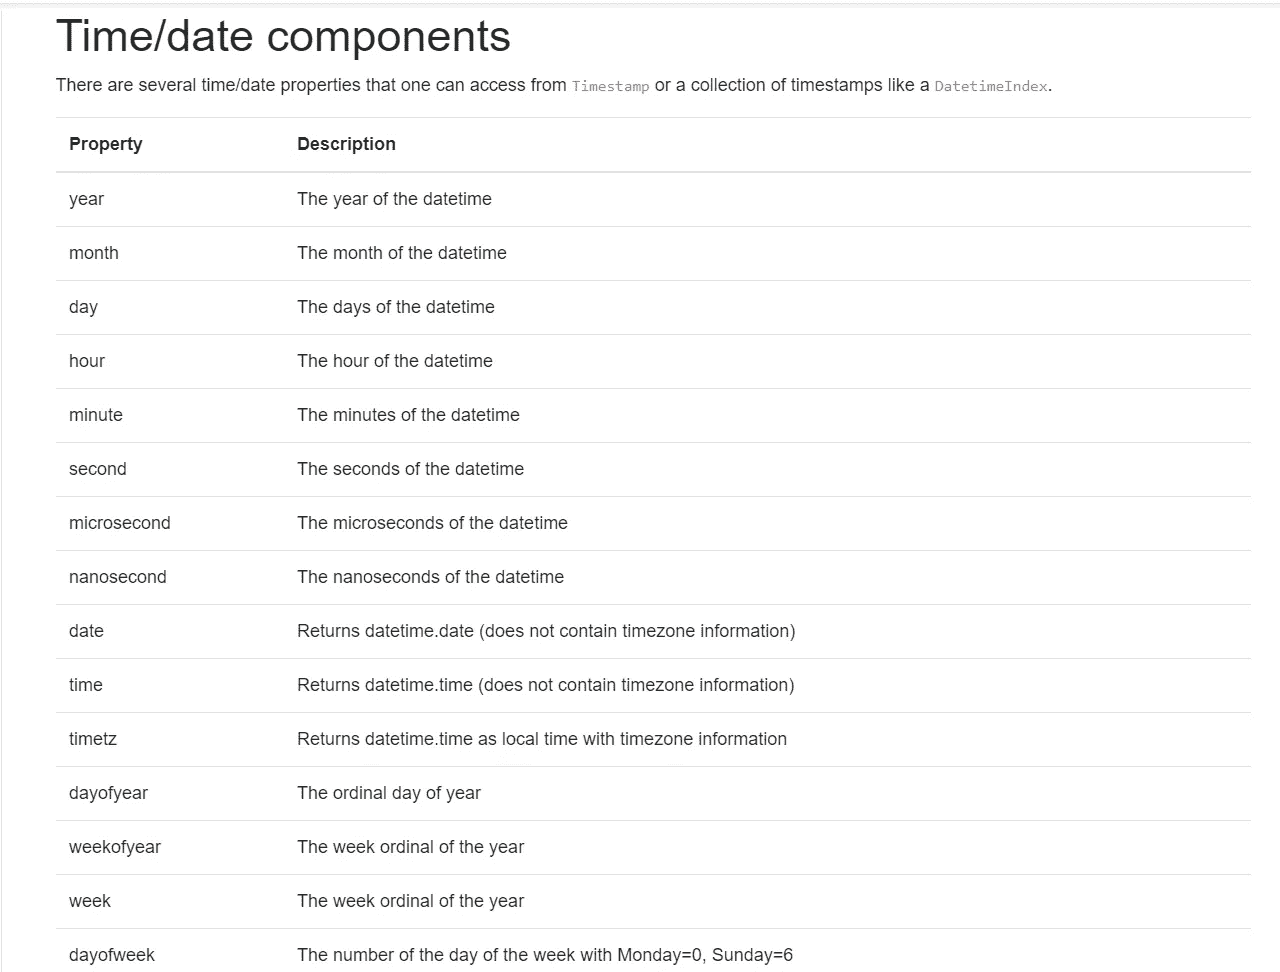 Time/date components
There are several time/date properties that one can access from Timestamp or a collection of timestamps like a DatetimeIndex.
Property Description
year The year of the datetime
month The month of the datetime
day The days of the datetime
hour The hour of the datetime
minute The minutes of the datetime
second The seconds of the datetime
microsecond The microseconds of the datetime
nanosecond The nanoseconds of the datetime
date Returns datetime.date (does not contain timezone information)
time Returns datetime.time (does not contain timezone information)
timetz Returns datetime.time as local time with timezone information
dayofyear The ordinal day of year
weekofyear The week ordinal of the year
week The week ordinal of the year
dayofweek The number of the day of the week with Monday=0, Sunday=6